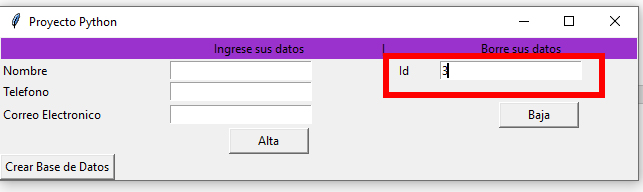 Proyecto Python
Ingrese sus datos | Borre sus datos
Nombre Id 3
Telefono
Correo Electronico Baja
Alta
Crear Base de Datos